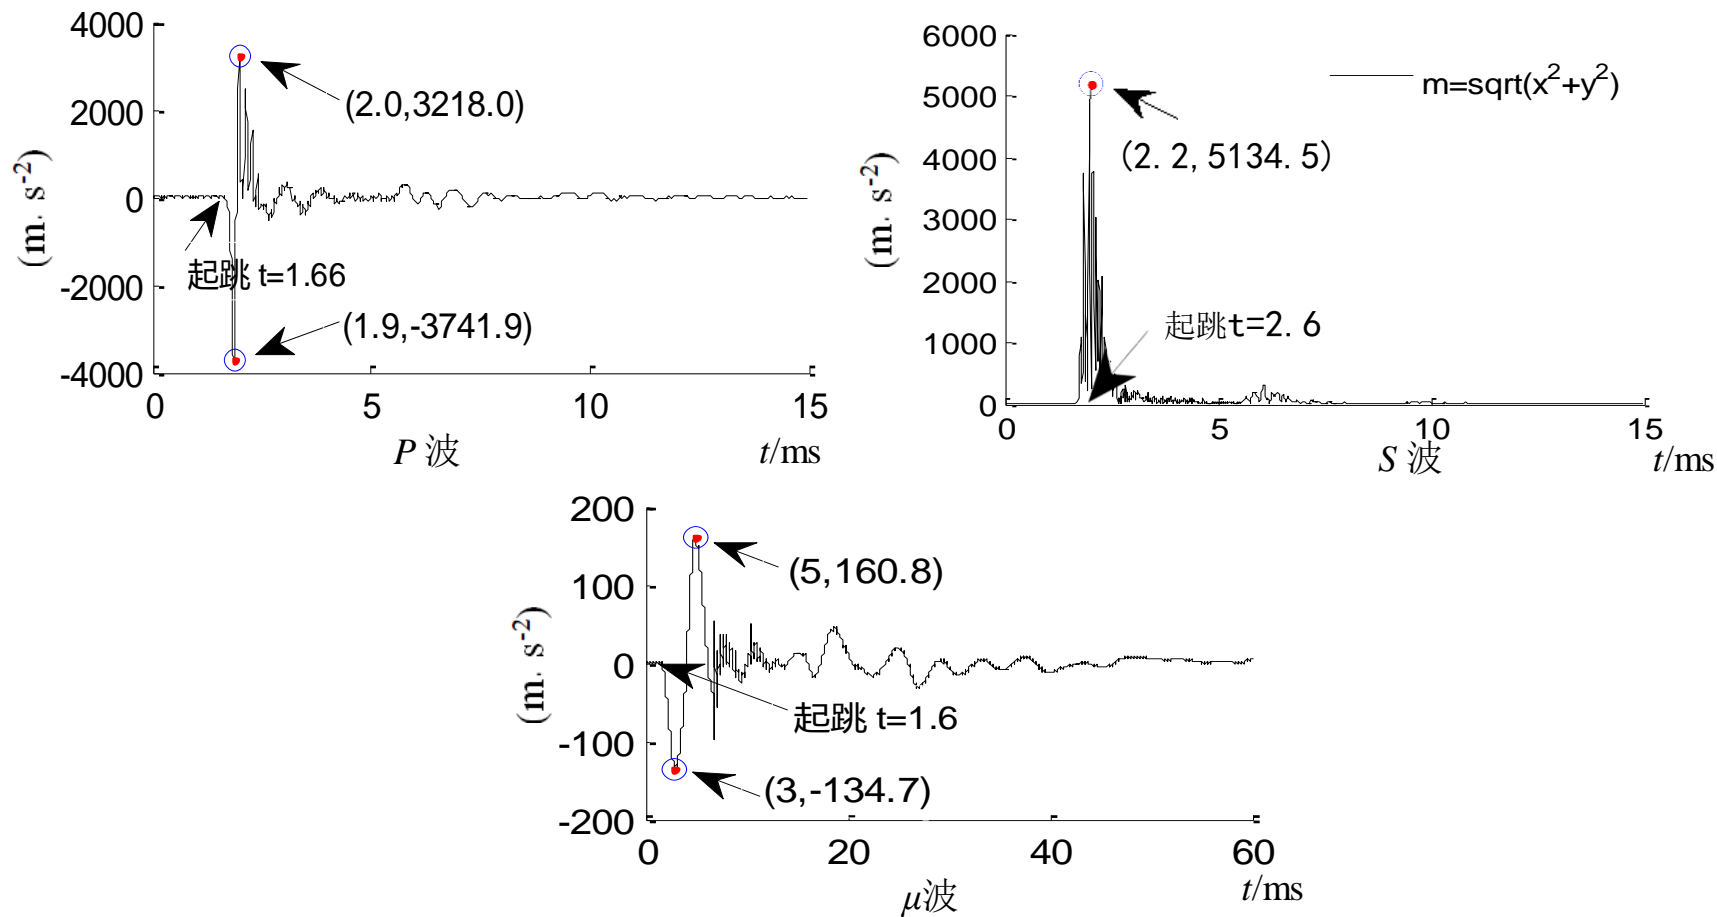 4000
2000
0
-2000
-4000
(m. s⁻²)
(2.0,3218.0)
起跳 t=1.66
(1.9,-3741.9)
0 5 10 15
P 波 t/ms
6000
5000
4000
3000
2000
1000
0
(m. s⁻²)
m=sqrt(x²+y²)
(2.2,5134.5)
起跳t=2.6
0 5 10 15
S 波 t/ms
200
100
0
-100
-200
(m. s⁻²)
(5,160.8)
起跳 t=1.6
(3,-134.7)
0 20 40 60
μ波 t/ms